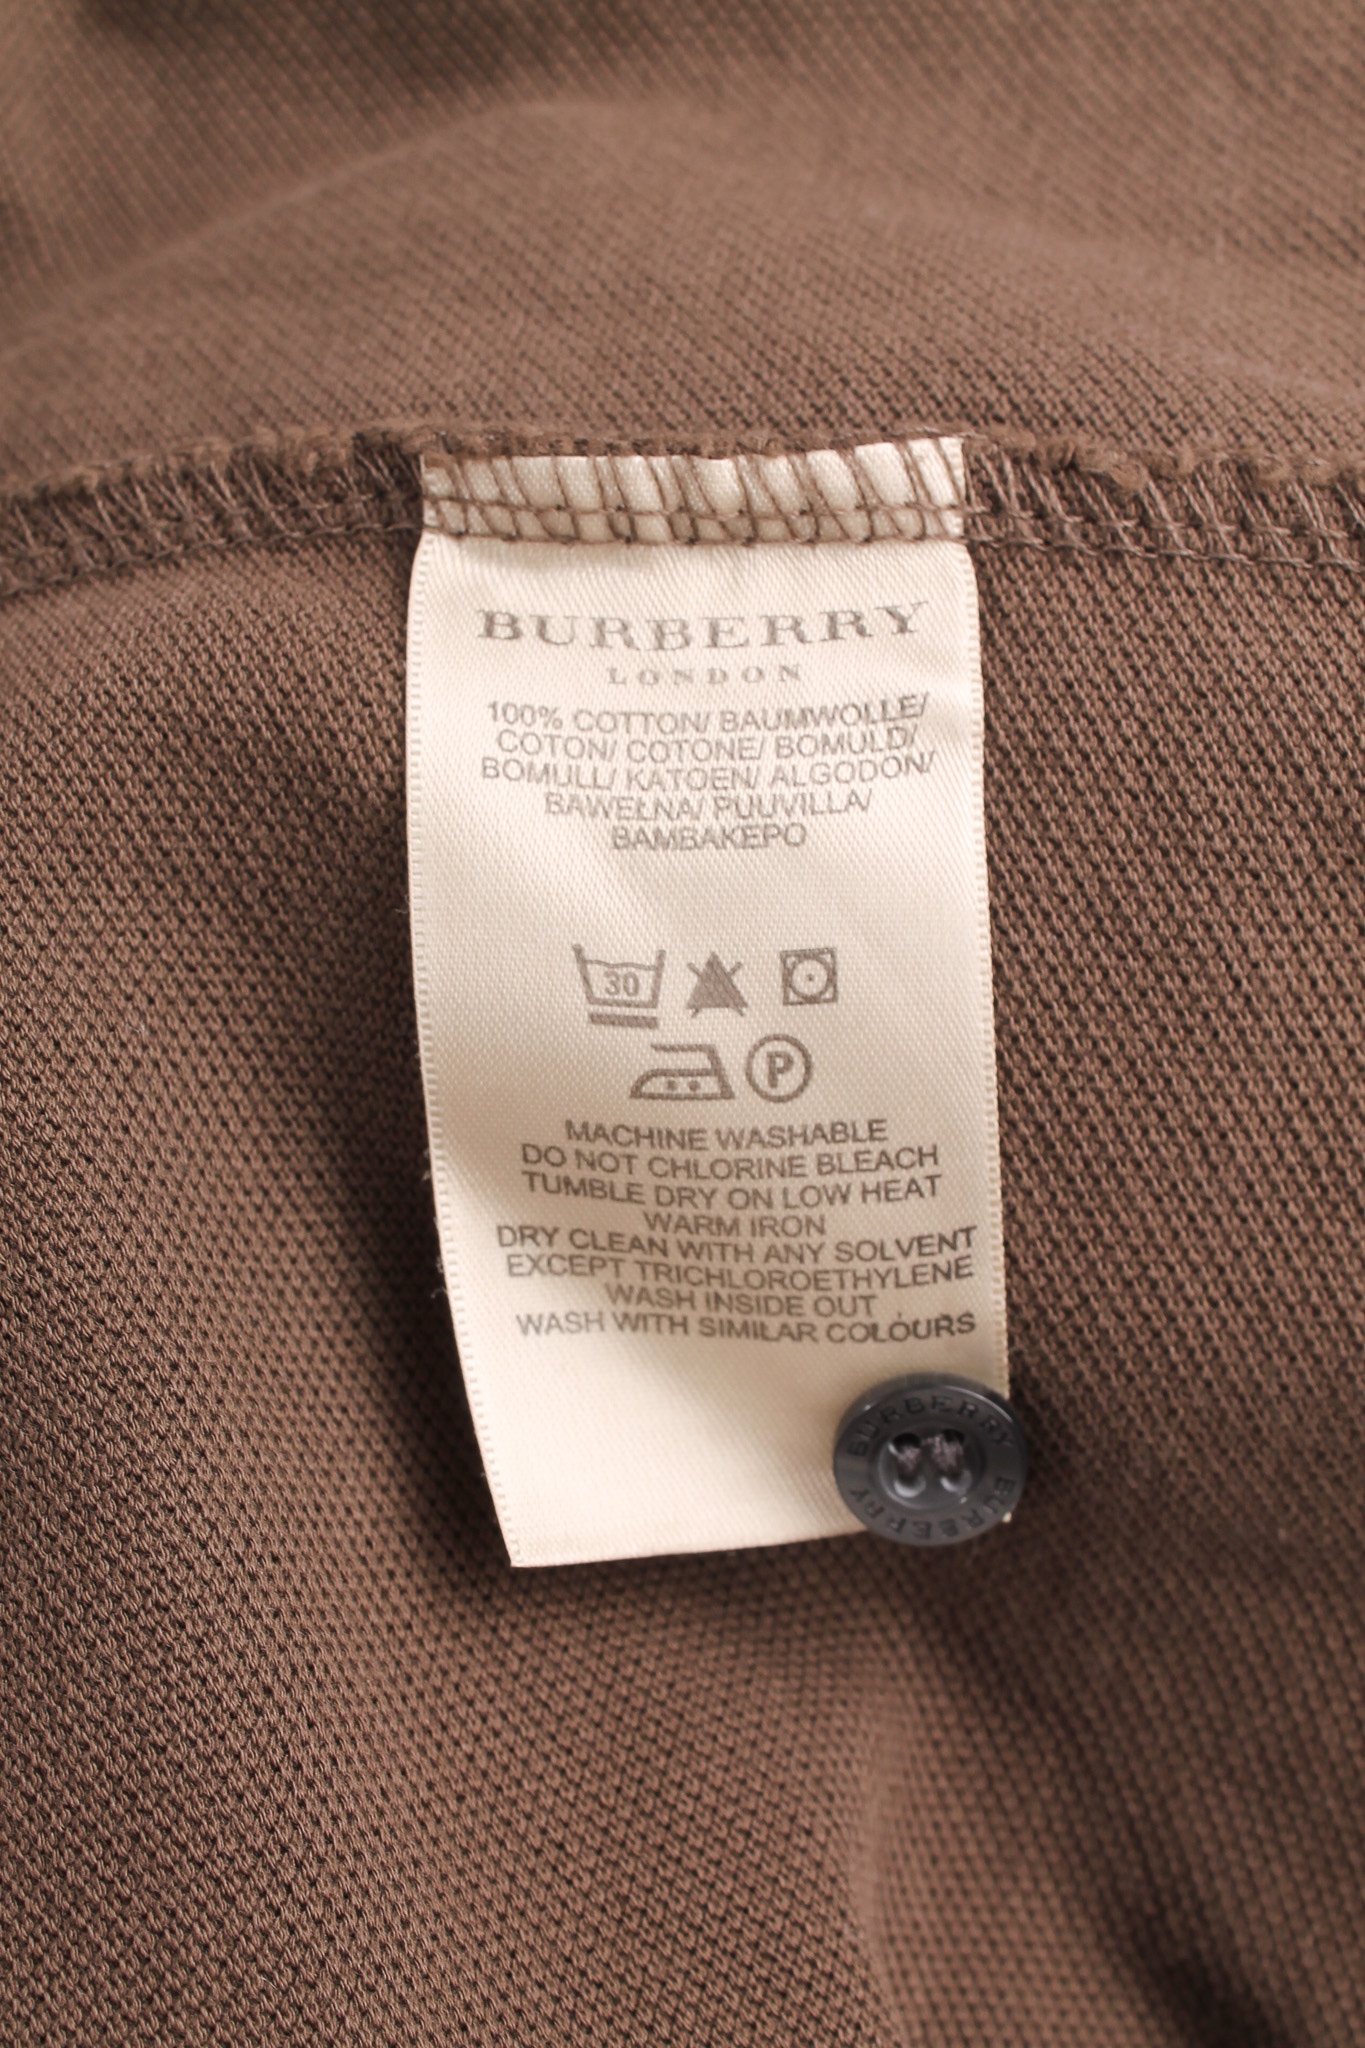 BURBERRY
LONDON
100% COTTON/ BAUMWOLLE/
COTON/ COTONE/ BOMULD/
BOMULL/ KATOEN/ ALGODON/
BAWEŁNA/ PUUVILLA/
BAMBAKEPO
30
P
MACHINE WASHABLE
DO NOT CHLORINE BLEACH
TUMBLE DRY ON LOW HEAT
WARM IRON
DRY CLEAN WITH ANY SOLVENT
EXCEPT TRICHLOROETHYLENE
WASH INSIDE OUT
WASH WITH SIMILAR COLOURS
BURBERRY
BURBERRY